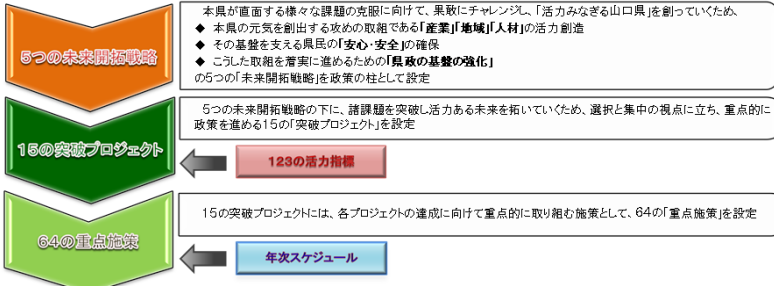 5つの未来開拓戦略
本県が直面する様々な課題の克服に向けて、果敢にチャレンジし、「活力みなぎる山口県」を創っていくため、
◆ 本県の元気を創出する攻めの取組である「産業」「地域」「人材」の活力創造
◆ その基盤を支える県民の「安心・安全」の確保
◆ こうした取組を着実に進めるための「県政の基盤の強化」
の5つの「未来開拓戦略」を政策の柱として設定
15の突破プロジェクト
5つの未来開拓戦略の下に、諸課題を突破し活力ある未来を拓いていくため、選択と集中の視点に立ち、重点的に
政策を進める15の「突破プロジェクト」を設定
123の活力指標
64の重点施策
15の突破プロジェクトには、各プロジェクトの達成に向けて重点的に取り組む施策として、64の「重点施策」を設定
年次スケジュール